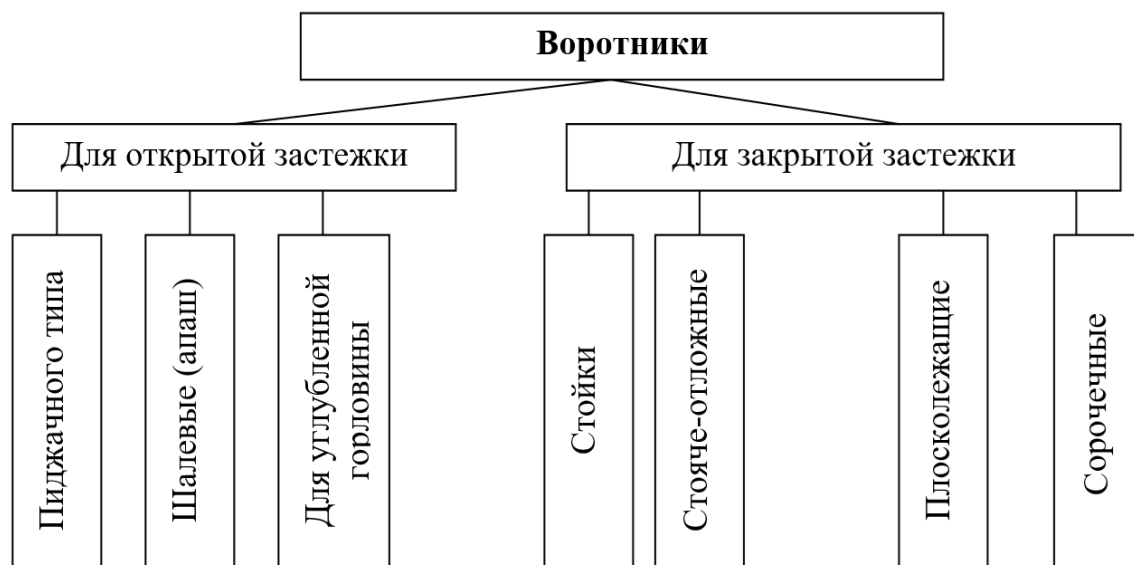 Воротники
Для открытой застежки
Для закрытой застежки
Пиджачного типа
Шалевые (апаш)
Для углубленной
горловины
Стойки
Стояче-отложные
Плосколежащие
Сорочечные